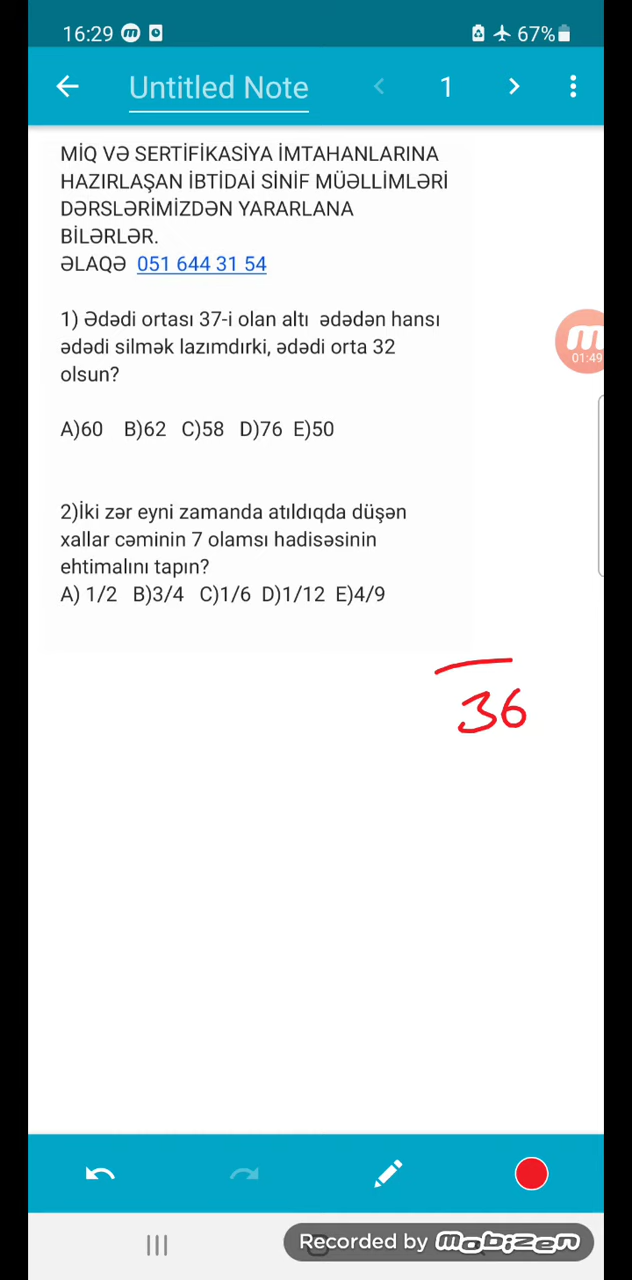 16:29 67%
Untitled Note 1
MİQ VƏ SERTİFİKASİYA İMTAHANLARINA
HAZIRLAŞAN İBTİDAİ SİNİF MÜƏLLİMLƏRİ
DƏRSLƏRİMİZDƏN YARARLANA
BİLƏRLƏR.
ƏLAQƏ 051 644 31 54
1) Ədədi ortası 37-i olan altı ədədən hansı
ədədi silmək lazımdırki, ədədi orta 32
olsun?
A)60 B)62 C)58 D)76 E)50
2)İki zər eyni zamanda atıldıqda düşən
xallar cəminin 7 olamsı hadisəsinin
ehtimalını tapın?
A) 1/2 B)3/4 C)1/6 D)1/12 E)4/9
36
m
01:49
Recorded by mobizen